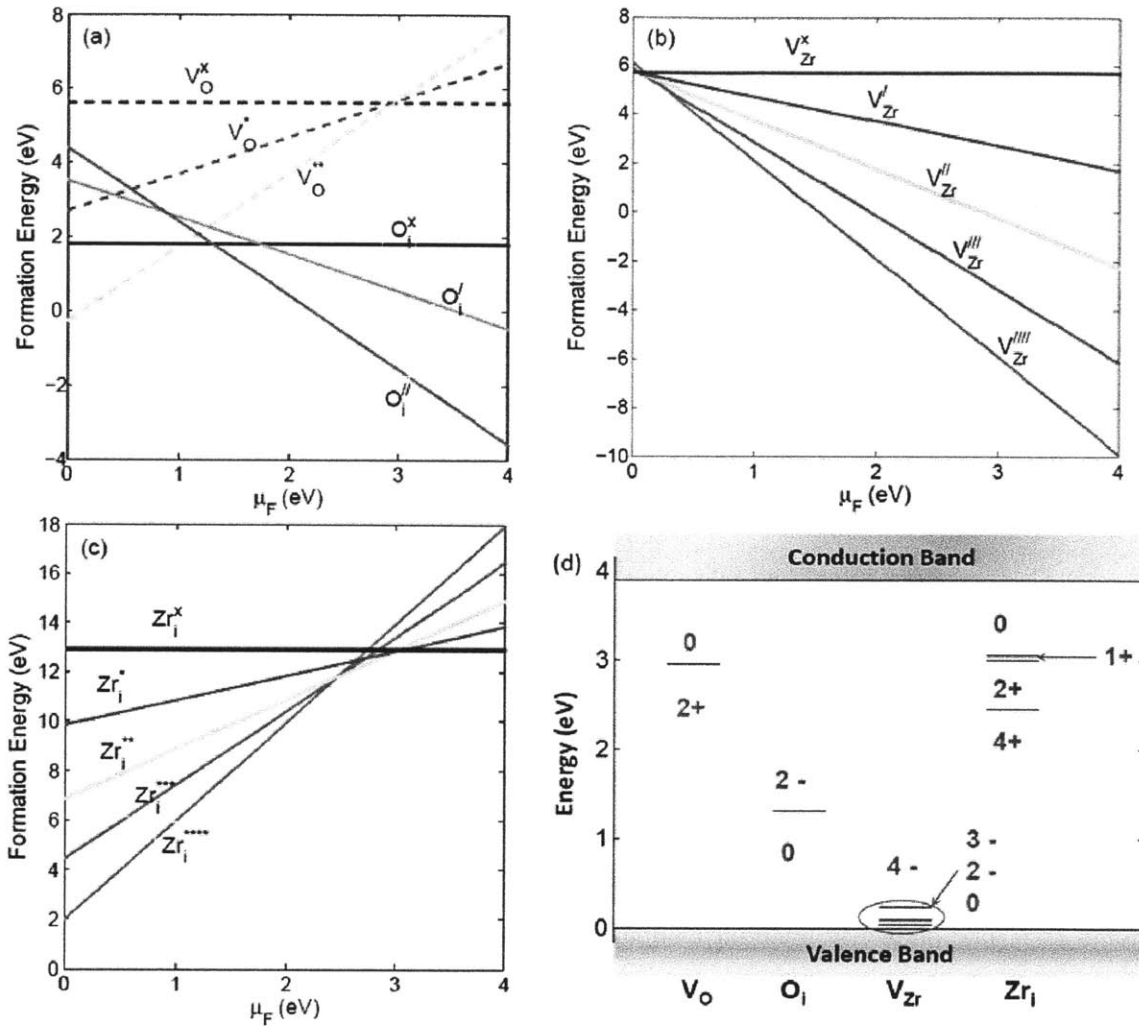 (a)
Formation Energy (eV)
8
6
4
2
0
−2
−4
V_O^x
V_O^•
V_O^••
O_i^x
O_i^/
O_i^//
0 1 2 3 4
μ_F (eV)
(b)
Formation Energy (eV)
8
6
4
2
0
−2
−4
−6
−8
−10
V_Zr^x
V_Zr^/
V_Zr^//
V_Zr^///
V_Zr^////
0 1 2 3 4
μ_F (eV)
(c)
Formation Energy (eV)
18
16
14
12
10
8
6
4
2
0
Zr_i^x
Zr_i^•
Zr_i^••
Zr_i^•••
Zr_i^••••
0 1 2 3 4
μ_F (eV)
(d)
Energy (eV)
4
3
2
1
0
Conduction Band
0
2+
2 -
0
4 -
3 -
2 -
0
0
1+
2+
4+
Valence Band
V_O O_i V_Zr Zr_i